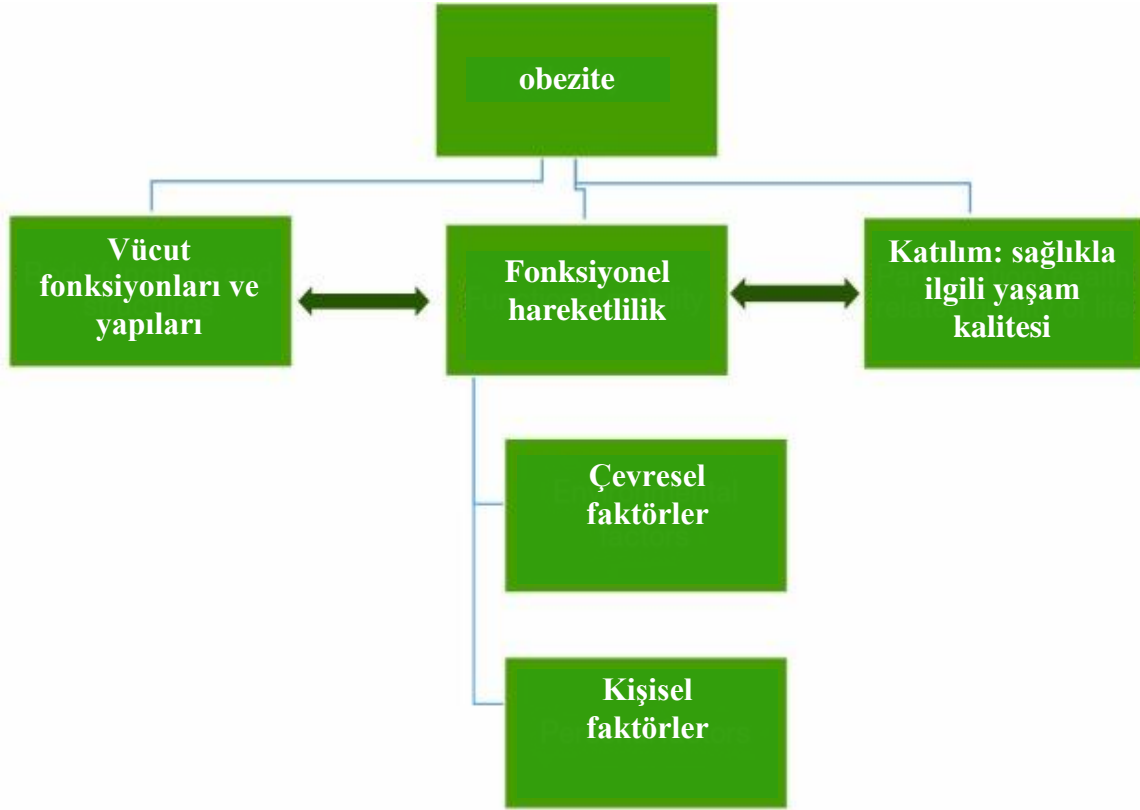 obezite
Vücut
fonksiyonları ve
yapıları
Fonksiyonel
hareketlilik
Katılım: sağlıkla
ilgili yaşam
kalitesi
Çevresel
faktörler
Kişisel
faktörler